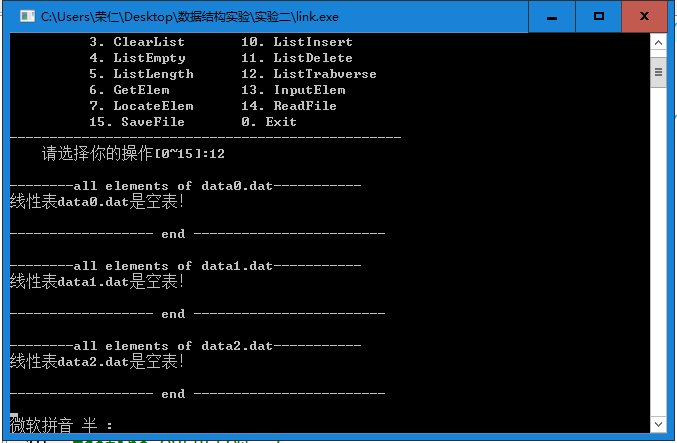 C:\Users\荣仁\Desktop\数据结构实验\实验二\link.exe
3. ClearList 10. ListInsert
4. ListEmpty 11. ListDelete
5. ListLength 12. ListTrabverse
6. GetElem 13. InputElem
7. LocateElem 14. ReadFile
15. SaveFile 0. Exit
-------------------------------------------------
请选择你的操作[0~15]:12
--------all elements of data0.dat-----------
线性表data0.dat是空表!
------------------ end ------------------------
--------all elements of data1.dat-----------
线性表data1.dat是空表!
------------------ end ------------------------
--------all elements of data2.dat-----------
线性表data2.dat是空表!
------------------ end ------------------------
微软拼音 半 :